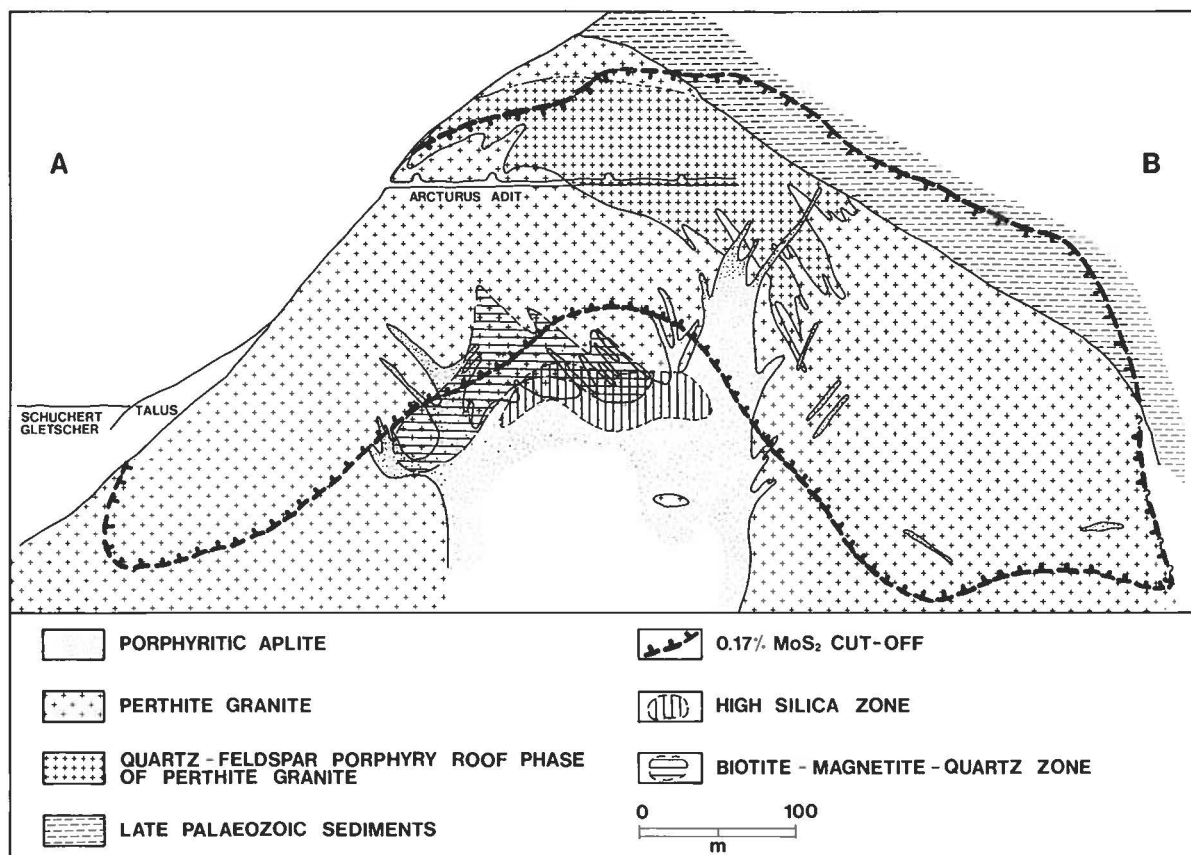 A
B
ARCTURUS ADIT
SCHUCHERT
GLETSCHER
TALUS
PORPHYRITIC APLITE
PERTHITE GRANITE
QUARTZ - FELDSPAR PORPHYRY ROOF PHASE
OF PERTHITE GRANITE
LATE PALAEOZOIC SEDIMENTS
0.17% MoS₂ CUT-OFF
HIGH SILICA ZONE
BIOTITE - MAGNETITE - QUARTZ ZONE
0 100
m